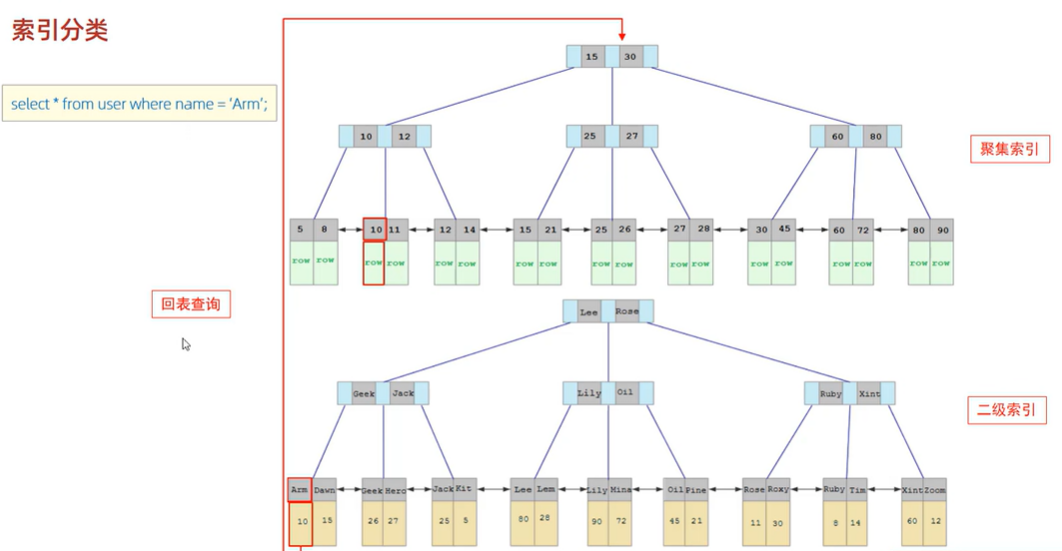 索引分类
select * from user where name = 'Arm';
15 30
10 12 25 27 60 80
聚集索引
5 8 10 11 12 14 15 21 25 26 27 28 30 45 60 72 80 90
row row row row row row row row row row row row row row row row row row
回表查询
Lee Rose
Geek Jack Lily Oil Ruby Xint
二级索引
Arm Dawn Geek Hero Jack Kit Lee Lem Lily Mina Oil Pine Rose Roxy Ruby Tim Xint Zoom
10 15 26 27 25 5 80 28 90 72 45 21 11 30 8 14 60 12